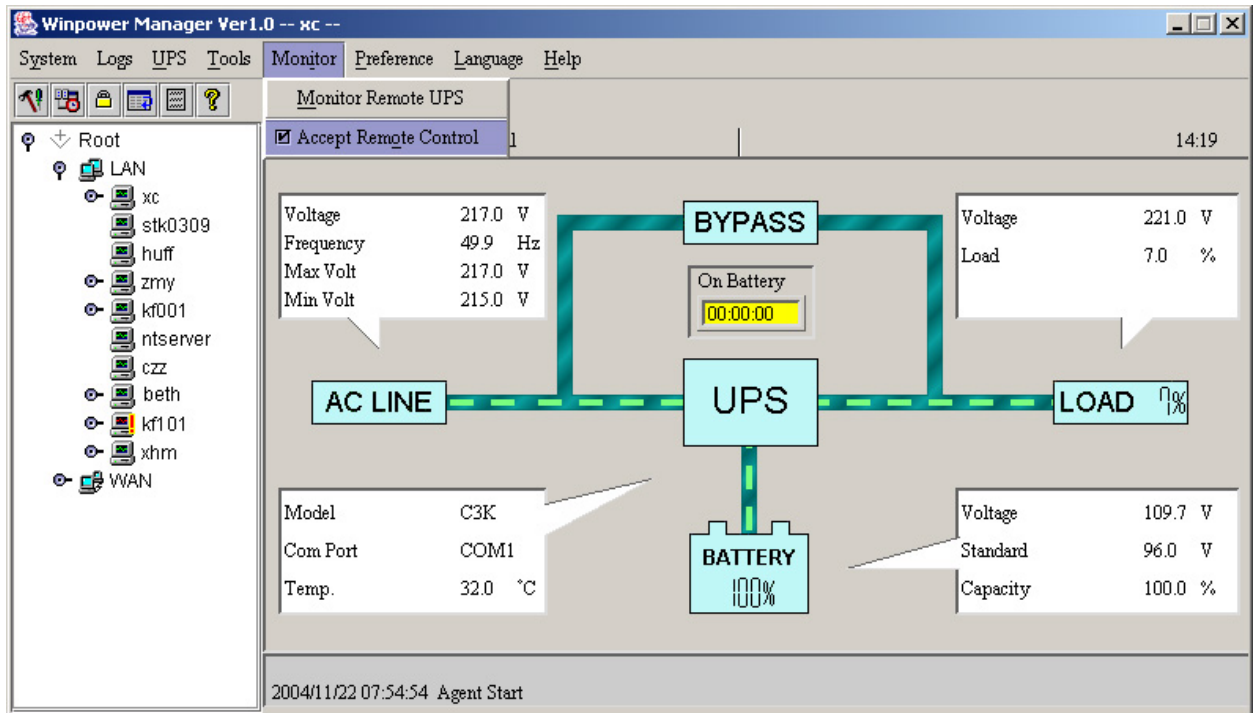 Winpower Manager Ver1.0 -- xc --
System Logs UPS Tools Monitor Preference Language Help
Monitor Remote UPS
Accept Remote Control
14:19
Root
LAN
xc
stk0309
huff
zmy
kf001
ntserver
czz
beth
kf101
xhm
WAN
Voltage 217.0 V
Frequency 49.9 Hz
Max Volt 217.0 V
Min Volt 215.0 V
BYPASS
On Battery
00:00:00
Voltage 221.0 V
Load 7.0 %
AC LINE
UPS
LOAD 7%
Model C3K
Com Port COM1
Temp. 32.0 °C
BATTERY
100%
Voltage 109.7 V
Standard 96.0 V
Capacity 100.0 %
2004/11/22 07:54:54 Agent Start